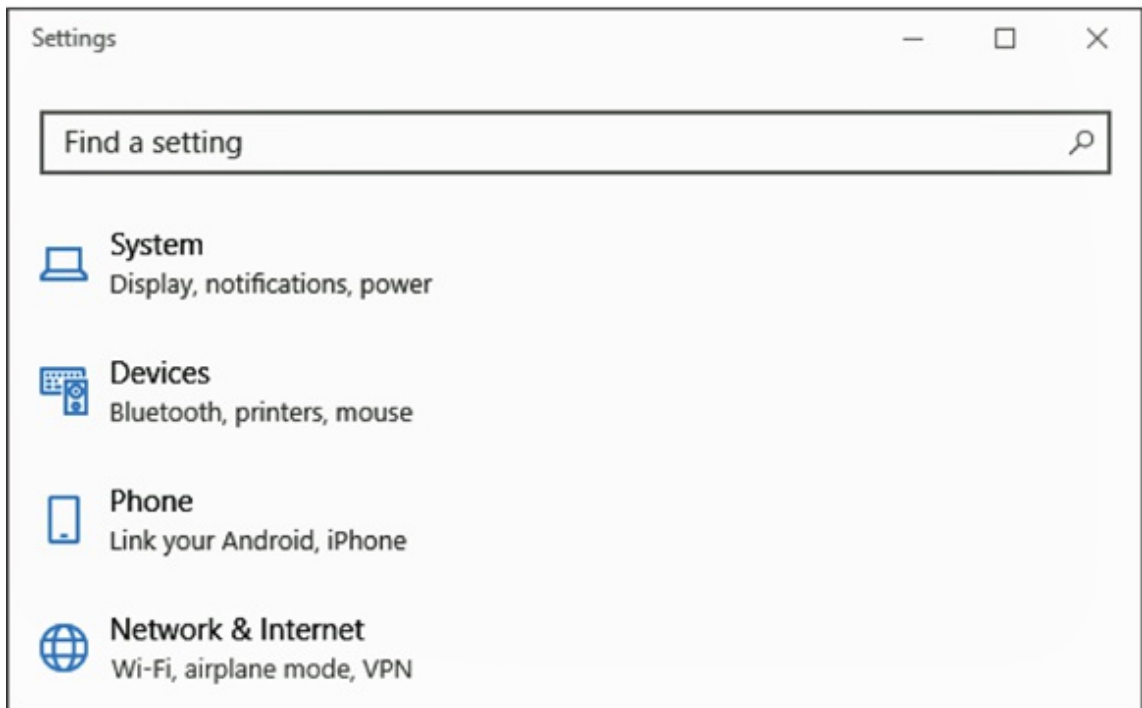 Settings
Find a setting
System
Display, notifications, power
Devices
Bluetooth, printers, mouse
Phone
Link your Android, iPhone
Network & Internet
Wi-Fi, airplane mode, VPN